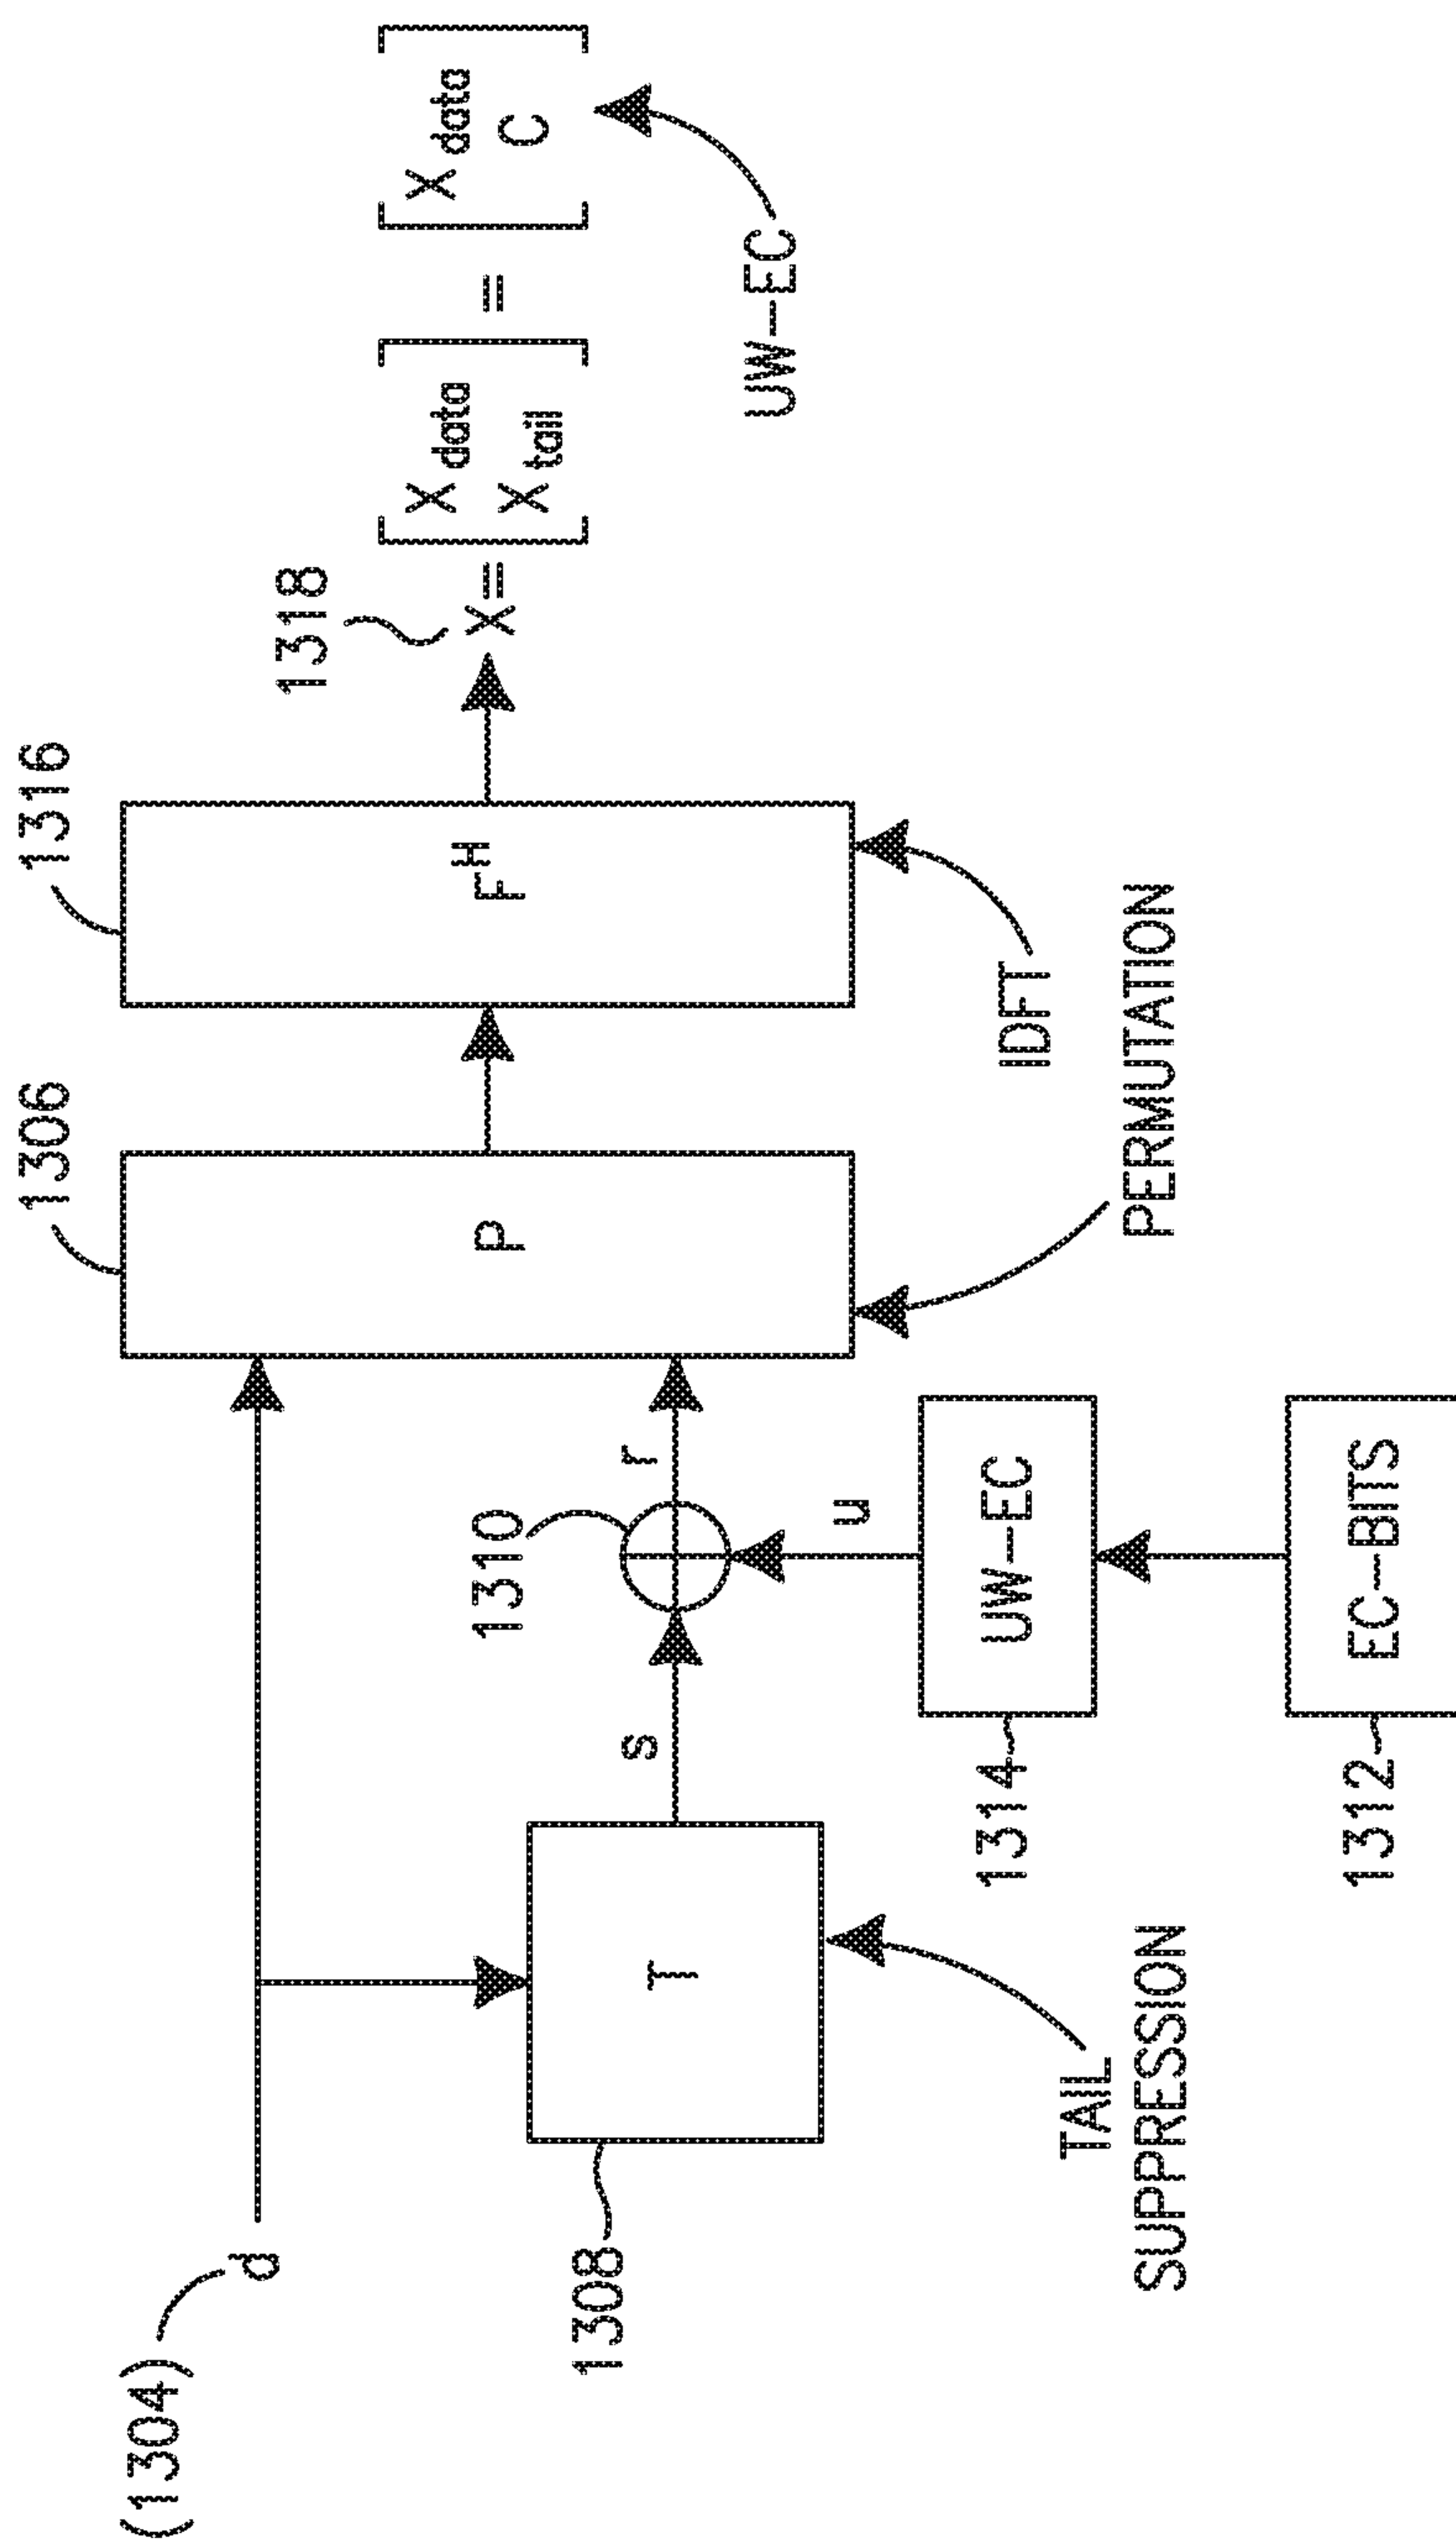 (1304)
d
1308
T
TAIL
SUPPRESSION
s
1310
r
u
1314
UW–EC
1312
EC–BITS
1306
P
PERMUTATION
1316
F^H
IDFT
1318
X= [X data X tail] = [X data C]
UW–EC